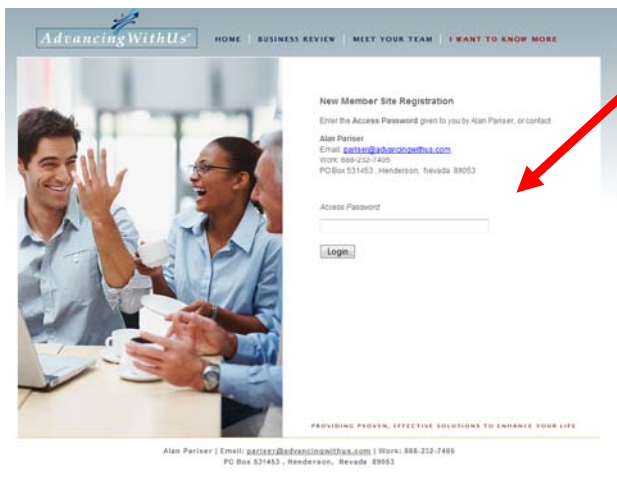 AdvancingWithUs®
HOME | BUSINESS REVIEW | MEET YOUR TEAM | I WANT TO KNOW MORE
New Member Site Registration
Enter the Access Password given to you by Alan Pariser, or contact
Alan Pariser
Email: pariser@advancingwithus.com
Work: 888-232-7405
PO Box 531453 , Henderson, Nevada 89053
Access Password
Login
PROVIDING PROVEN, EFFECTIVE SOLUTIONS TO ENHANCE YOUR LIFE
Alan Pariser | Email: pariser@advancingwithus.com | Work: 888-232-7405
PO Box 531453 , Henderson, Nevada 89053